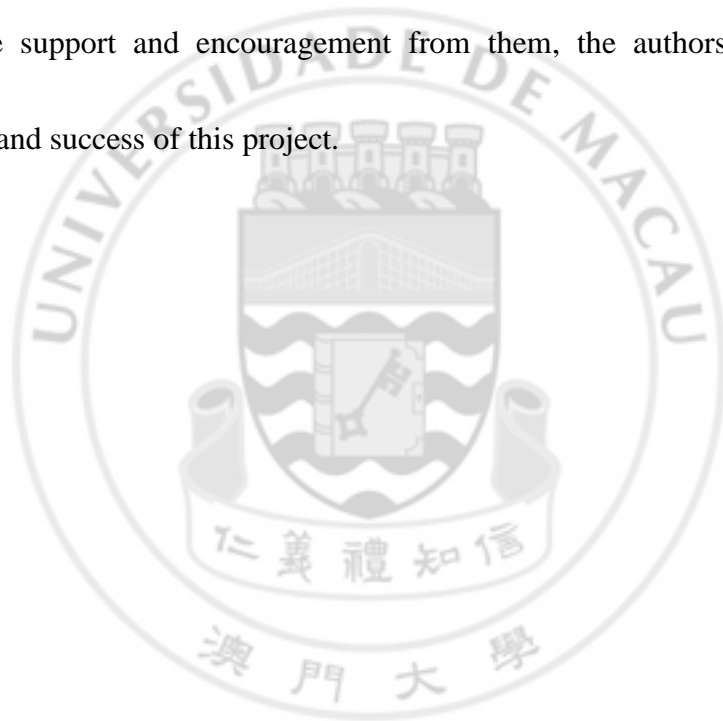 e support and encouragement from them, the authors
and success of this project.
UNIVERSIDADE DE MACAU
仁義禮知信
澳門大學